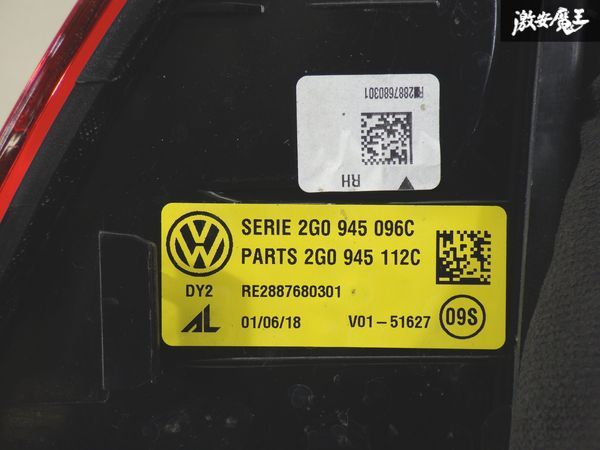 激安魔王
RE2887680301
RH
SERIE 2G0 945 096C
PARTS 2G0 945 112C
DY2 RE2887680301
AL 01/06/18 V01-51627 09S